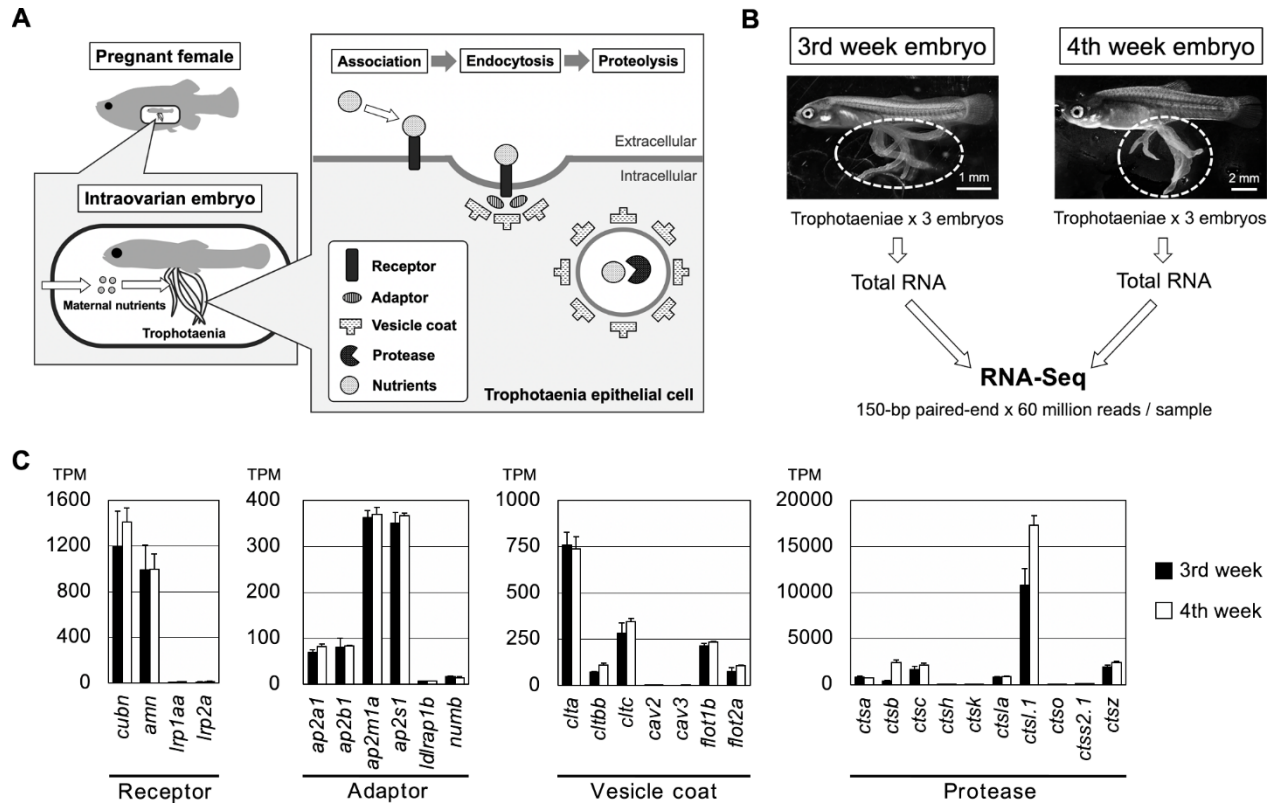 A
Pregnant female
Intraovarian embryo
Maternal nutrients
Trophotaenia
Association
Endocytosis
Proteolysis
Extracellular
Intracellular
Receptor
Adaptor
Vesicle coat
Protease
Nutrients
Trophotaenia epithelial cell
B
3rd week embryo
4th week embryo
1 mm
2 mm
Trophotaeniae x 3 embryos
Trophotaeniae x 3 embryos
Total RNA
Total RNA
RNA-Seq
150-bp paired-end x 60 million reads / sample
C
TPM
1600
1200
800
400
0
cubn
amn
lrp1aa
lrp2a
Receptor
TPM
400
300
200
100
0
ap2a1
ap2b1
ap2m1a
ap2s1
ldlrap1b
numb
Adaptor
TPM
1000
750
500
250
0
clta
cltbb
cltc
cav2
cav3
flot1b
flot2a
Vesicle coat
TPM
20000
15000
10000
5000
0
ctsa
ctsb
ctsc
ctsh
ctsk
ctsla
ctsl.1
ctso
ctss2.1
ctsz
Protease
3rd week
4th week